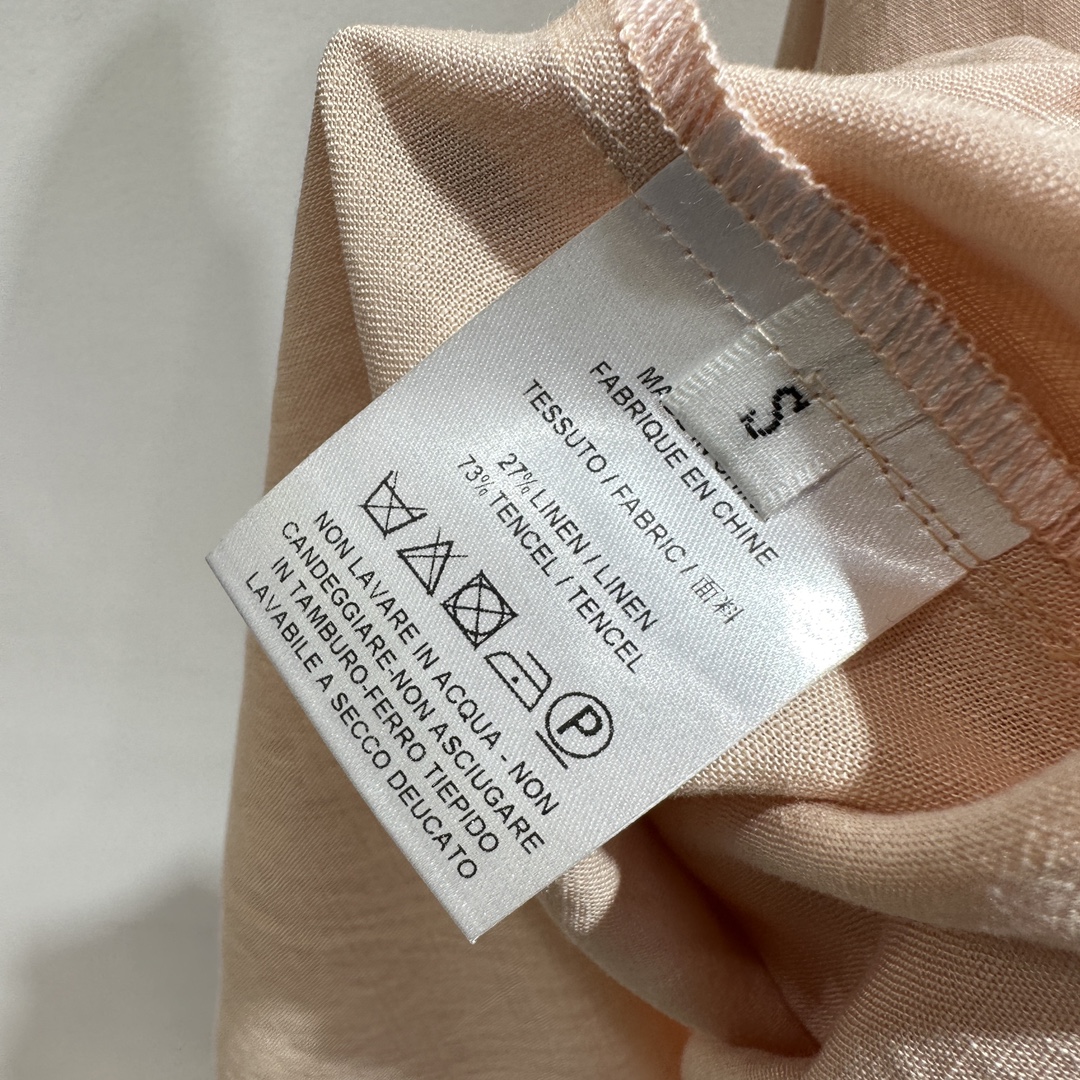 S
FABRIQUE EN CHINE
TESSUTO / FABRIC / 面料
27% LINEN / LINEN
73% TENCEL / TENCEL
P
NON LAVARE IN ACQUA - NON
CANDEGGIARE-NON ASCIUGARE
IN TAMBURO-FERRO TIEPIDO
LAVABILE A SECCO DEUCATO